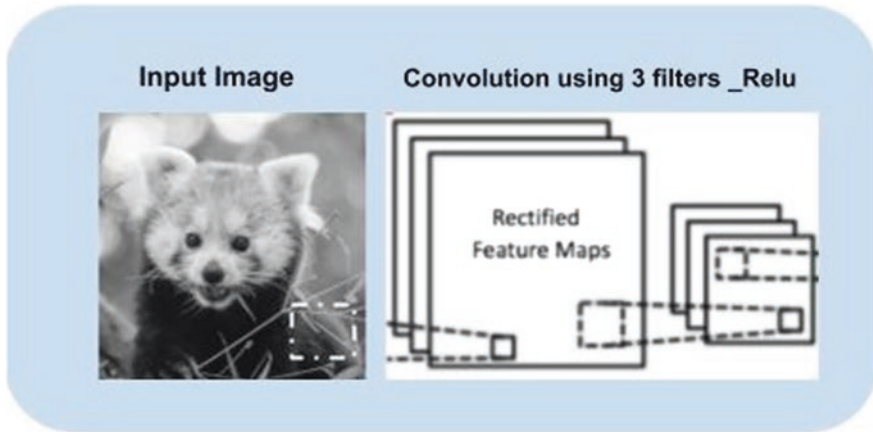 Input Image
Convolution using 3 filters _Relu
Rectified
Feature Maps